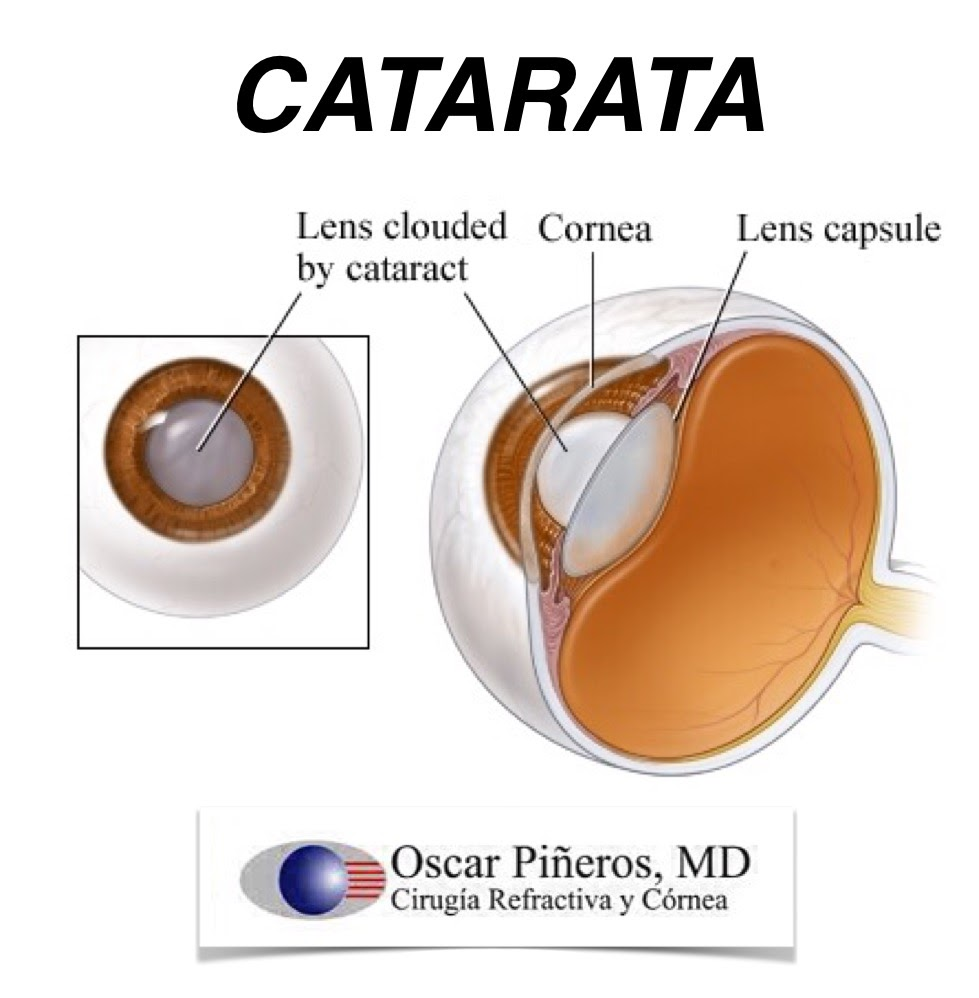 CATARATA
Lens clouded
by cataract
Cornea
Lens capsule
Oscar Piñeros, MD
Cirugía Refractiva y Córnea